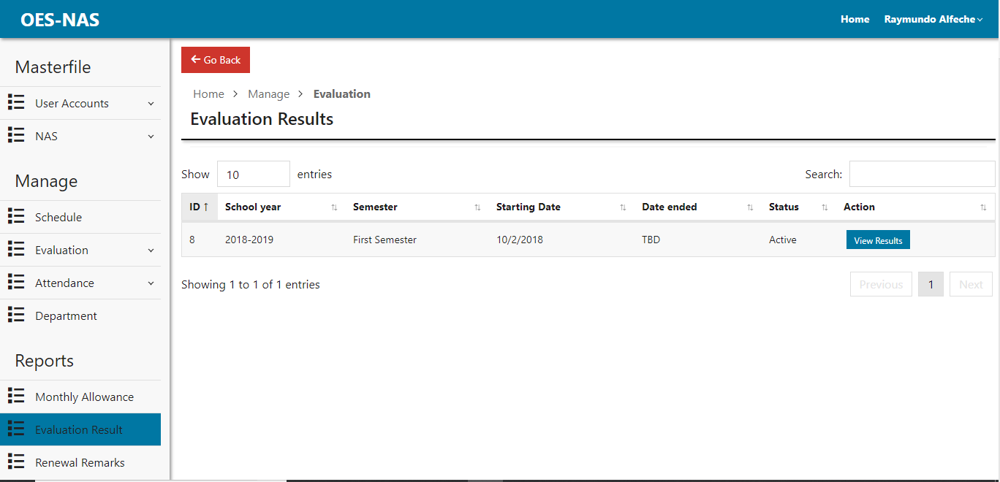 OES-NAS
Home Raymundo Alfeche
Masterfile
User Accounts
NAS
Manage
Schedule
Evaluation
Attendance
Department
Reports
Monthly Allowance
Evaluation Result
Renewal Remarks
Go Back
Home > Manage > Evaluation
Evaluation Results
Show 10 entries
Search:
ID School year Semester Starting Date Date ended Status Action
8 2018-2019 First Semester 10/2/2018 TBD Active View Results
Showing 1 to 1 of 1 entries
Previous 1 Next